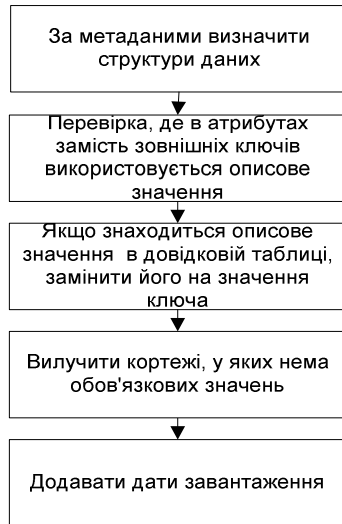 За метаданими визначити
структури даних
Перевірка, де в атрибутах
замість зовнішніх ключів
використовується описове
значення
Якщо знаходиться описове
значення в довідковій таблиці,
замінити його на значення
ключа
Вилучити кортежі, у яких нема
обов'язкових значень
Додавати дати завантаження